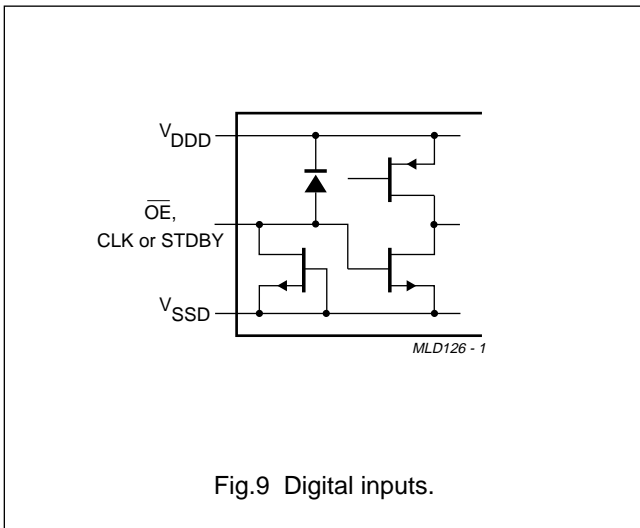 VDDD
OE,
CLK or STDBY
VSSD
MLD126 - 1
Fig.9 Digital inputs.